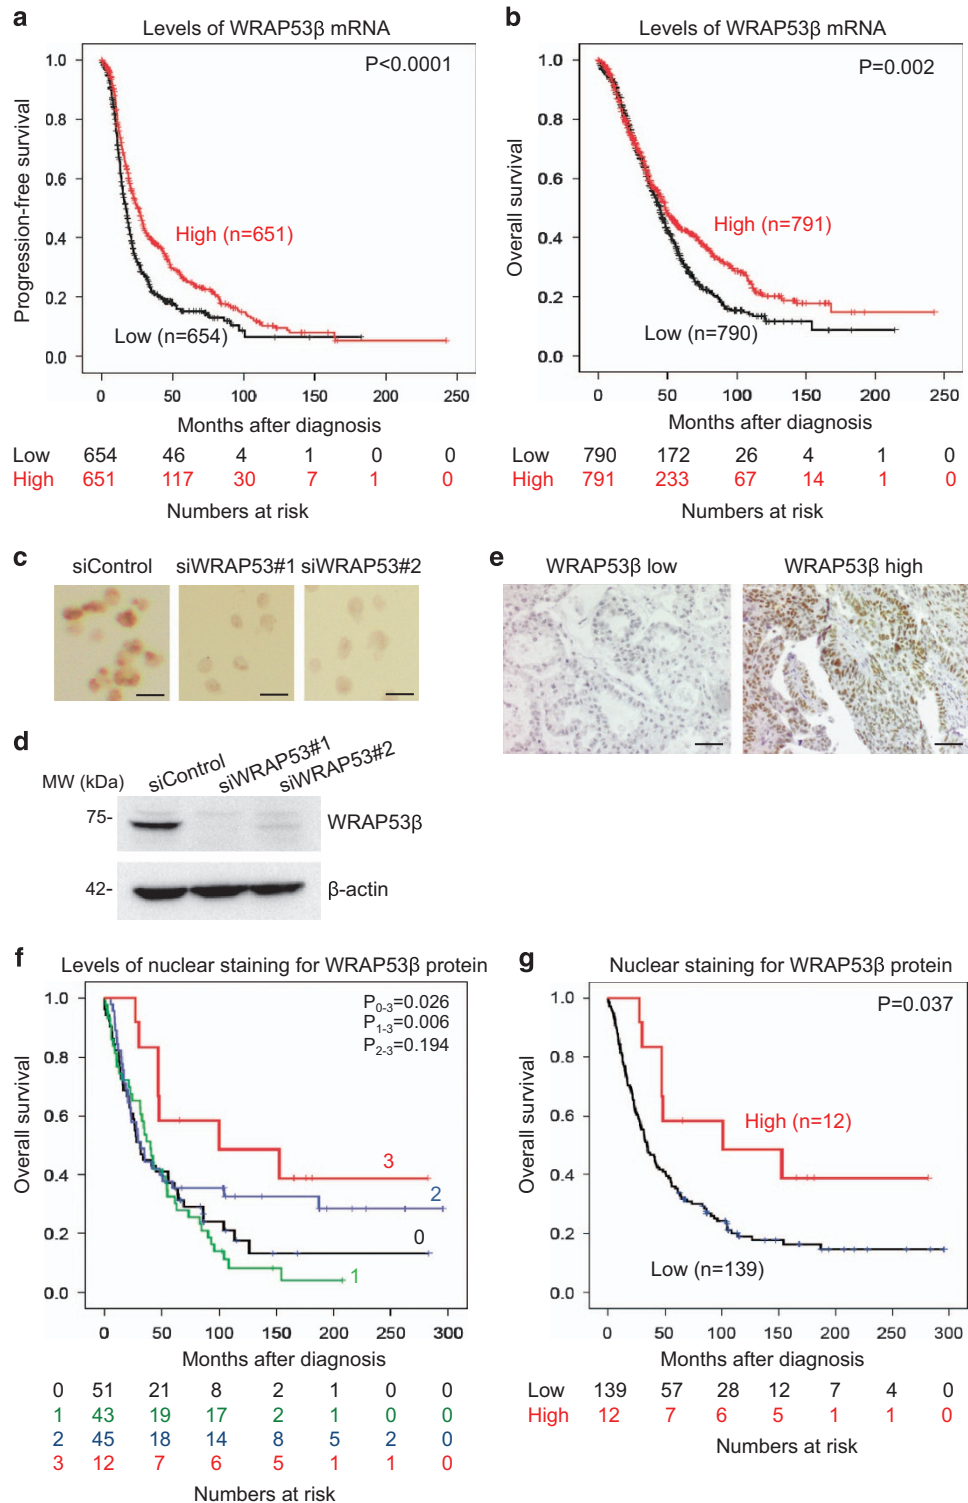 a
Levels of WRAP53β mRNA
P<0.0001
Progression-free survival
1.0
0.8
0.6
0.4
0.2
0.0
High (n=651)
Low (n=654)
0 50 100 150 200 250
Months after diagnosis
Low 654 46 4 1 0 0
High 651 117 30 7 1 0
Numbers at risk
b
Levels of WRAP53β mRNA
P=0.002
Overall survival
1.0
0.8
0.6
0.4
0.2
0.0
High (n=791)
Low (n=790)
0 50 100 150 200 250
Months after diagnosis
Low 790 172 26 4 1 0
High 791 233 67 14 1 0
Numbers at risk
c
siControl siWRAP53#1 siWRAP53#2
d
MW (kDa)
siControl
siWRAP53#1
siWRAP53#2
75-
WRAP53β
42-
β-actin
e
WRAP53β low
WRAP53β high
f
Levels of nuclear staining for WRAP53β protein
P0-3=0.026
P1-3=0.006
P2-3=0.194
Overall survival
1.0
0.8
0.6
0.4
0.2
0.0
3
2
0
1
0 50 100 150 200 250 300
Months after diagnosis
0 51 21 8 2 1 0 0
1 43 19 17 2 1 0 0
2 45 18 14 8 5 2 0
3 12 7 6 5 1 1 0
Numbers at risk
g
Nuclear staining for WRAP53β protein
P=0.037
Overall survival
1.0
0.8
0.6
0.4
0.2
0.0
High (n=12)
Low (n=139)
0 50 100 150 200 250 300
Months after diagnosis
Low 139 57 28 12 7 4 0
High 12 7 6 5 1 1 0
Numbers at risk